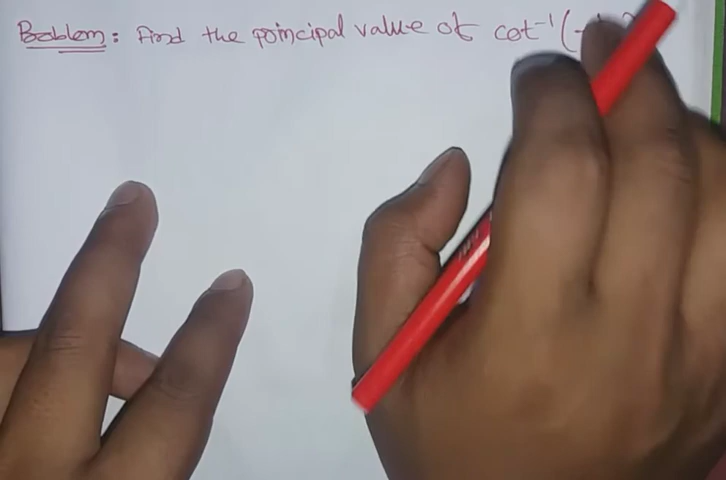 Problem: Find the principal value of cot⁻¹(-